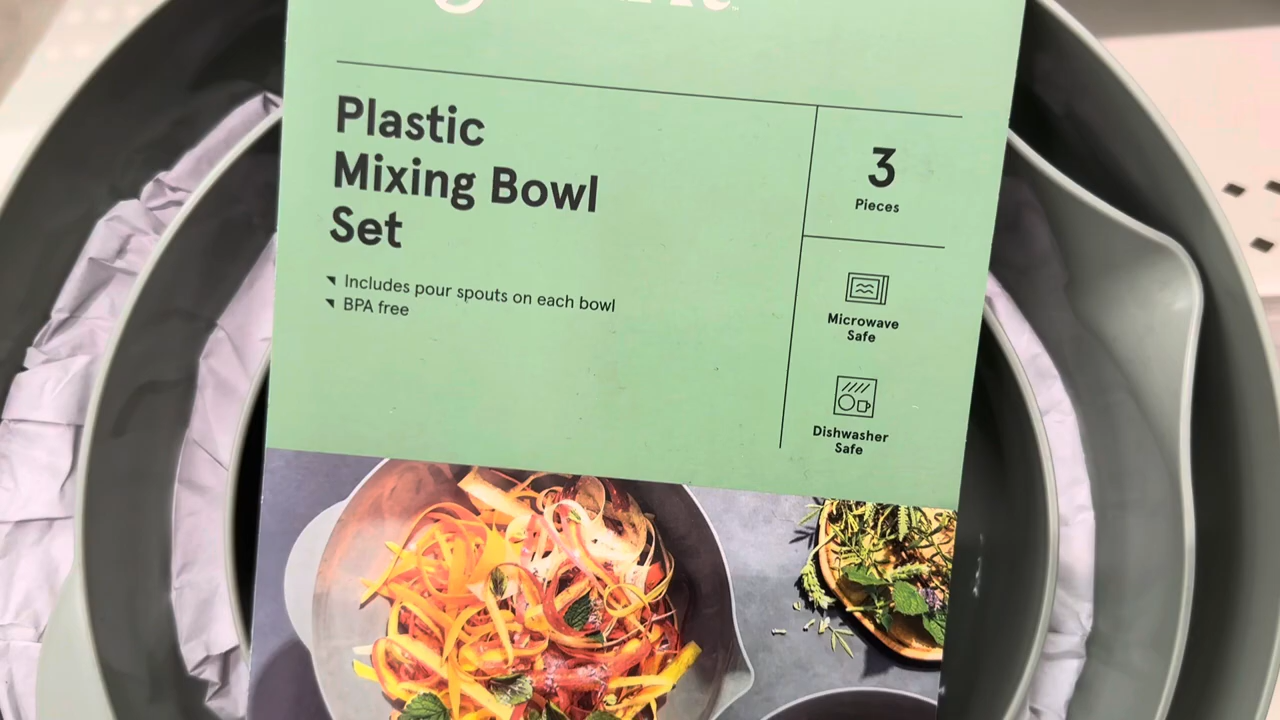 Plastic
Mixing Bowl
Set
Includes pour spouts on each bowl
BPA free
3
Pieces
Microwave
Safe
Dishwasher
Safe